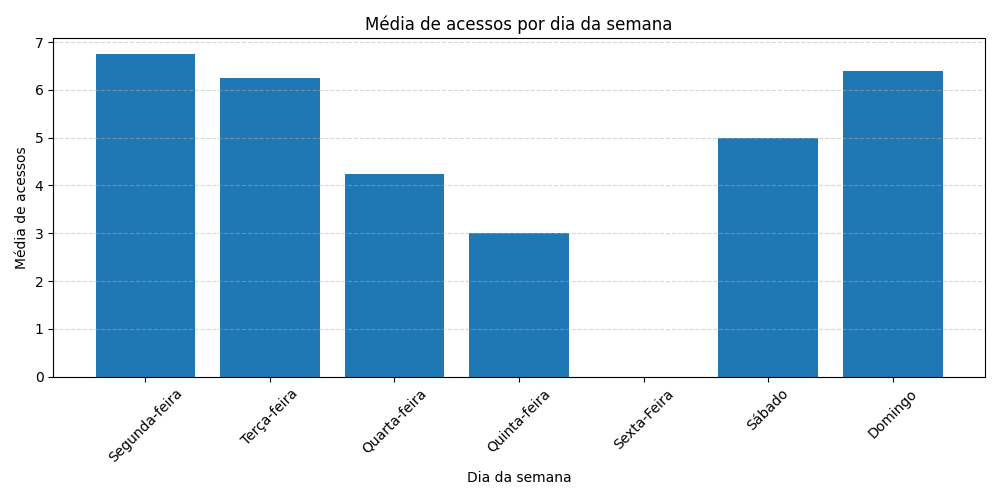 Média de acessos por dia da semana
Média de acessos
7
6
5
4
3
2
1
0
Segunda-feira
Terça-feira
Quarta-feira
Quinta-feira
Sexta-Feira
Sábado
Domingo
Dia da semana